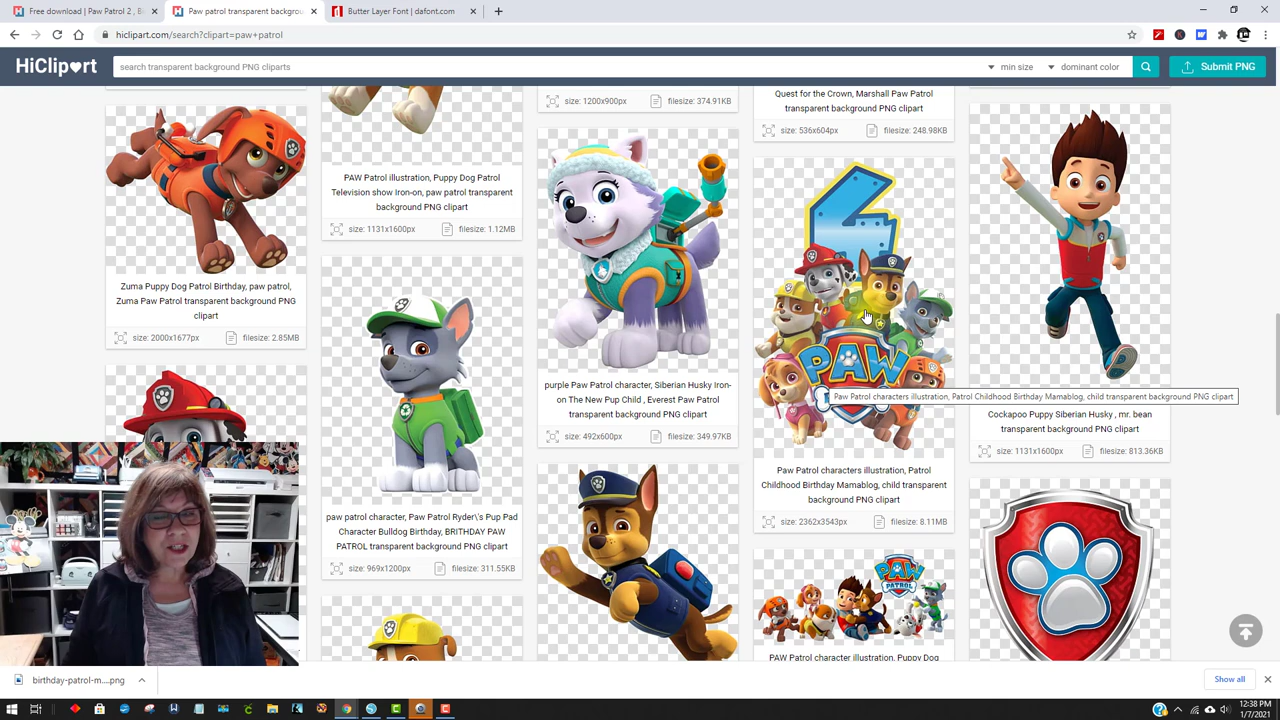 Free download | Paw Patrol 2 , Bi
Paw patrol transparent backgrou
Butter Layer Font | dafont.com
hiclipart.com/search?clipart=paw+patrol
HiClipart
search transparent background PNG cliparts
min size
dominant color
Submit PNG
Zuma Puppy Dog Patrol Birthday, paw patrol,
Zuma Paw Patrol transparent background PNG
clipart
size: 2000x1677px
filesize: 2.85MB
PAW Patrol illustration, Puppy Dog Patrol
Television show Iron-on, paw patrol transparent
background PNG clipart
size: 1131x1600px
filesize: 1.12MB
paw patrol character, Paw Patrol Ryder\'s Pup Pad
Character Bulldog Birthday, BRITHDAY PAW
PATROL transparent background PNG clipart
size: 969x1200px
filesize: 311.55KB
size: 1200x900px
filesize: 374.91KB
purple Paw Patrol character, Siberian Husky Iron-
on The New Pup Child , Everest Paw Patrol
transparent background PNG clipart
size: 492x600px
filesize: 349.97KB
Quest for the Crown, Marshall Paw Patrol
transparent background PNG clipart
size: 536x604px
filesize: 248.98KB
PAW
Paw Patrol characters illustration, Patrol Childhood Birthday Mamablog, child transparent background PNG clipart
Paw Patrol characters illustration, Patrol
Childhood Birthday Mamablog, child transparent
background PNG clipart
size: 2362x3543px
filesize: 8.11MB
PAW
PATROL
PAW Patrol character illustration, Puppy Dog
Cockapoo Puppy Siberian Husky , mr. bean
transparent background PNG clipart
size: 1131x1600px
filesize: 813.36KB
birthday-patrol-m....png
Show all
12:38 PM
1/7/2021